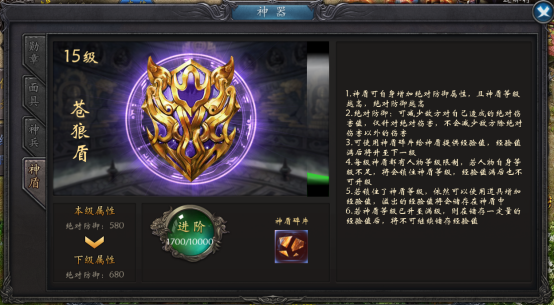 神器
勋章
面具
神兵
神盾
15级
苍狼盾
本级属性
绝对防御：580
下级属性
绝对防御：680
进阶
1700/10000
神盾碎片
1.神盾可自身增加绝对防御属性，且神盾等级
越高，绝对防御越高
2.绝对防御：可减少敌方对自己造成的绝对伤
害值，仅针对绝对伤害，不会减少敌方除绝对
伤害以外的伤害
3.可使用神盾碎片给神盾提供经验值，经验值
满后将升至下一级
4.每级神盾都有人物等级限制，若人物自身等
级不足，将会锁住神盾等级，经验值满后也不
可升级
5.若锁住了神盾等级，依然可以使用道具增加
经验值，溢出的经验值将会储存在神盾中
6.若神盾等级已升至满级，则在储存一定量的
经验值后，将不可继续储存经验值